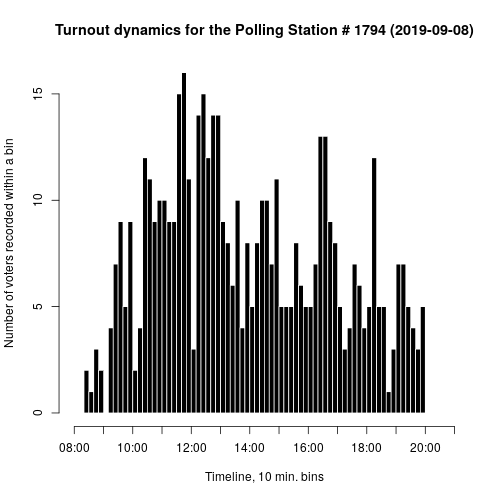 Turnout dynamics for the Polling Station # 1794 (2019-09-08)
Number of voters recorded within a bin
15
10
5
0
08:00 10:00 12:00 14:00 16:00 18:00 20:00
Timeline, 10 min. bins